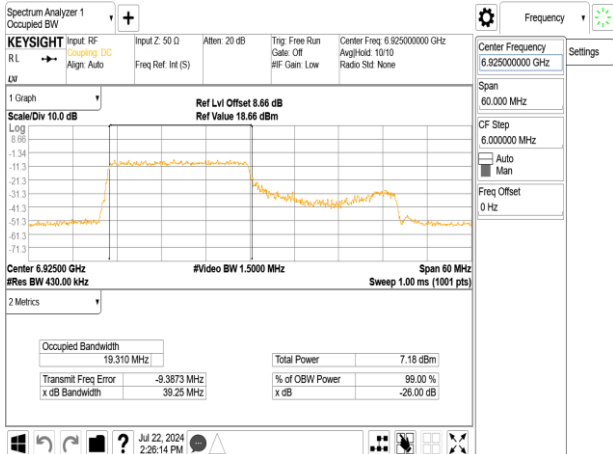 Spectrum Analyzer 1
Occupied BW
+
Frequency
Settings
KEYSIGHT
Input: RF
Coupling: DC
Align: Auto
Input Z: 50 Ω
Freq Ref: Int (S)
Atten: 20 dB
Trig: Free Run
Gate: Off
#IF Gain: Low
Center Freq: 6.925000000 GHz
Avg|Hold: 10/10
Radio Std: None
R L
LXI
Center Frequency
6.925000000 GHz
Span
60.000 MHz
CF Step
6.000000 MHz
Auto
Man
Freq Offset
0 Hz
1 Graph
Scale/Div 10.0 dB
Ref Lvl Offset 8.66 dB
Ref Value 18.66 dBm
Log
8.66
-1.34
-11.3
-21.3
-31.3
-41.3
-51.3
-61.3
-71.3
Center 6.92500 GHz
#Res BW 430.00 kHz
#Video BW 1.5000 MHz
Span 60 MHz
Sweep 1.00 ms (1001 pts)
2 Metrics
Occupied Bandwidth
19.310 MHz
Transmit Freq Error -9.3873 MHz
x dB Bandwidth 39.25 MHz
Total Power 7.18 dBm
% of OBW Power 99.00 %
x dB -26.00 dB
?
Jul 22, 2024
2:26:14 PM